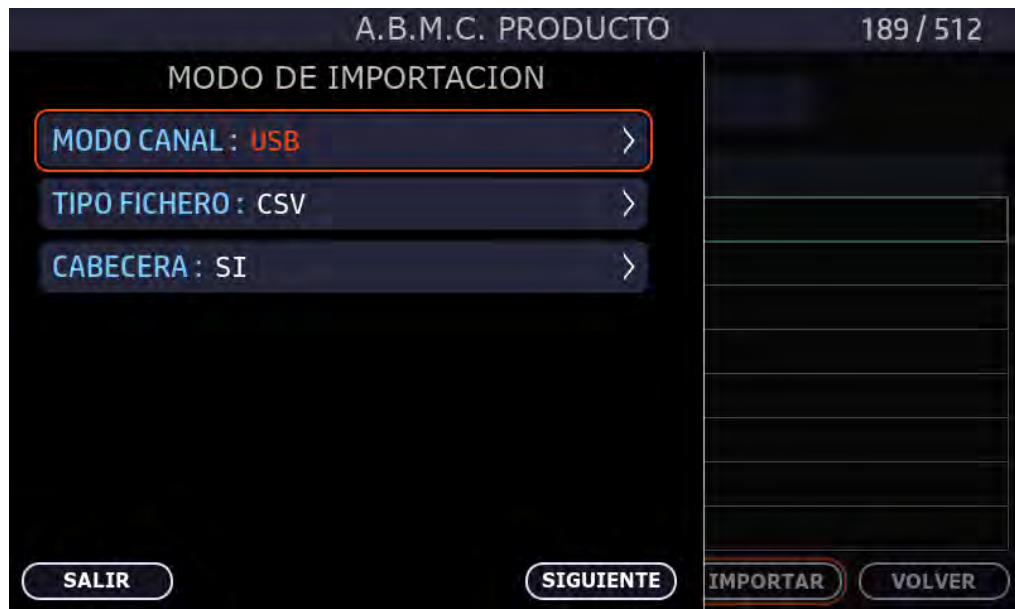 A.B.M.C. PRODUCTO 189 / 512
MODO DE IMPORTACION
MODO CANAL : USB
TIPO FICHERO : CSV
CABECERA : SI
SALIR SIGUIENTE IMPORTAR VOLVER